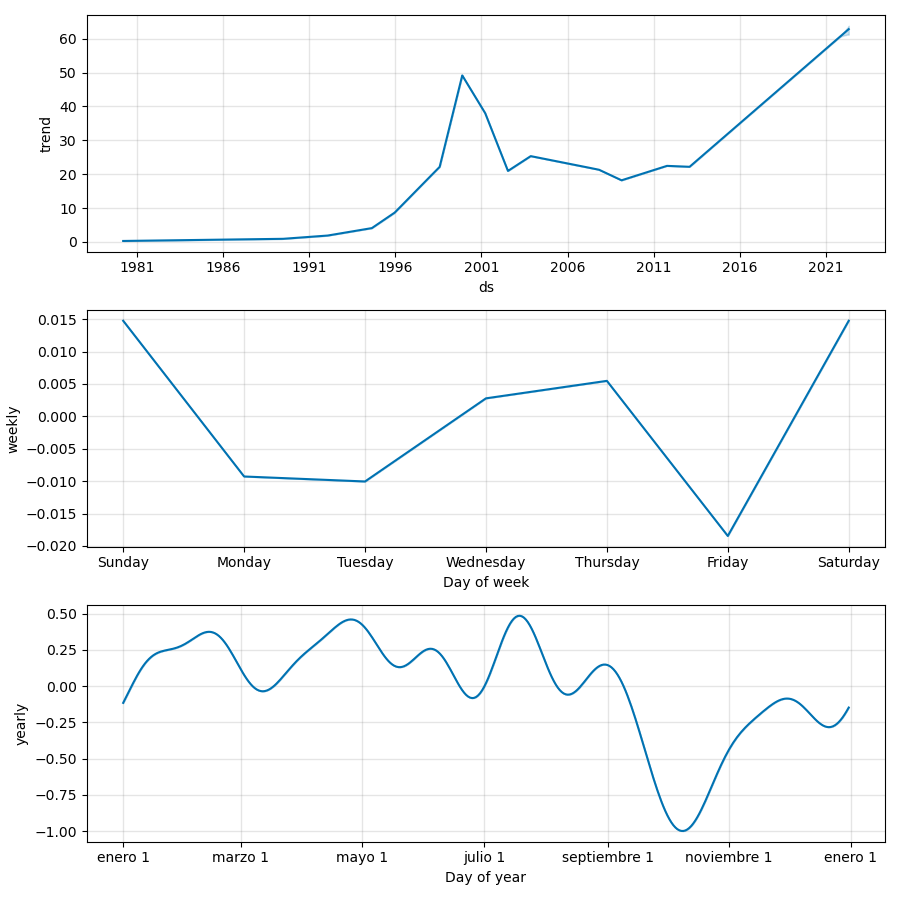 60
50
40
30
20
10
0
trend
1981 1986 1991 1996 2001 2006 2011 2016 2021
ds
0.015
0.010
0.005
0.000
−0.005
−0.010
−0.015
−0.020
weekly
Sunday Monday Tuesday Wednesday Thursday Friday Saturday
Day of week
0.50
0.25
0.00
−0.25
−0.50
−0.75
−1.00
yearly
enero 1 marzo 1 mayo 1 julio 1 septiembre 1 noviembre 1 enero 1
Day of year